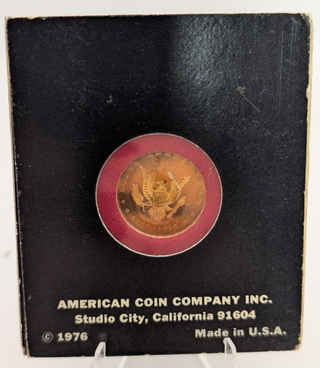 AMERICAN COIN COMPANY INC.
Studio City, California 91604
© 1976 Made in U.S.A.